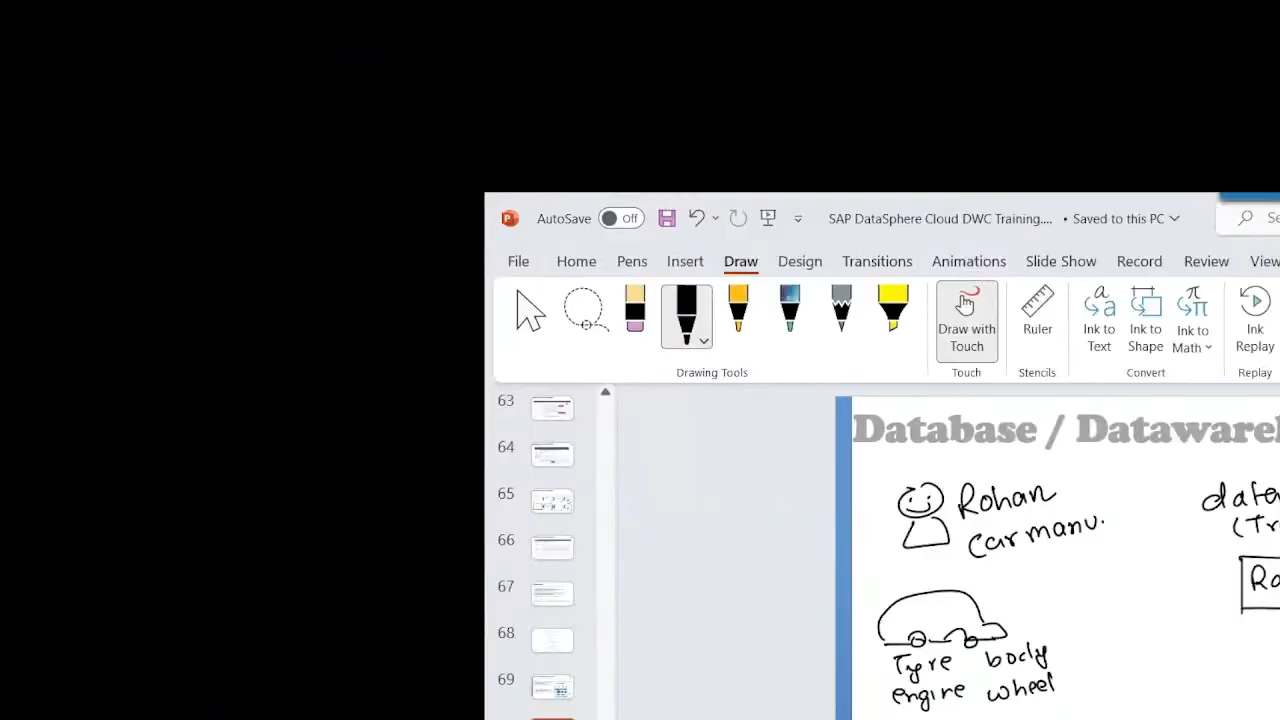 AutoSave Off SAP DataSphere Cloud DWC Training.... • Saved to this PC
File Home Pens Insert Draw Design Transitions Animations Slide Show Record Review View
Draw with Touch Ruler Ink to Text Ink to Shape Ink to Math Ink Replay
Drawing Tools Touch Stencils Convert Replay
63
64
65
66
67
68
69
Database /
Rohan
Car manu.
Tyre body
engine wheel